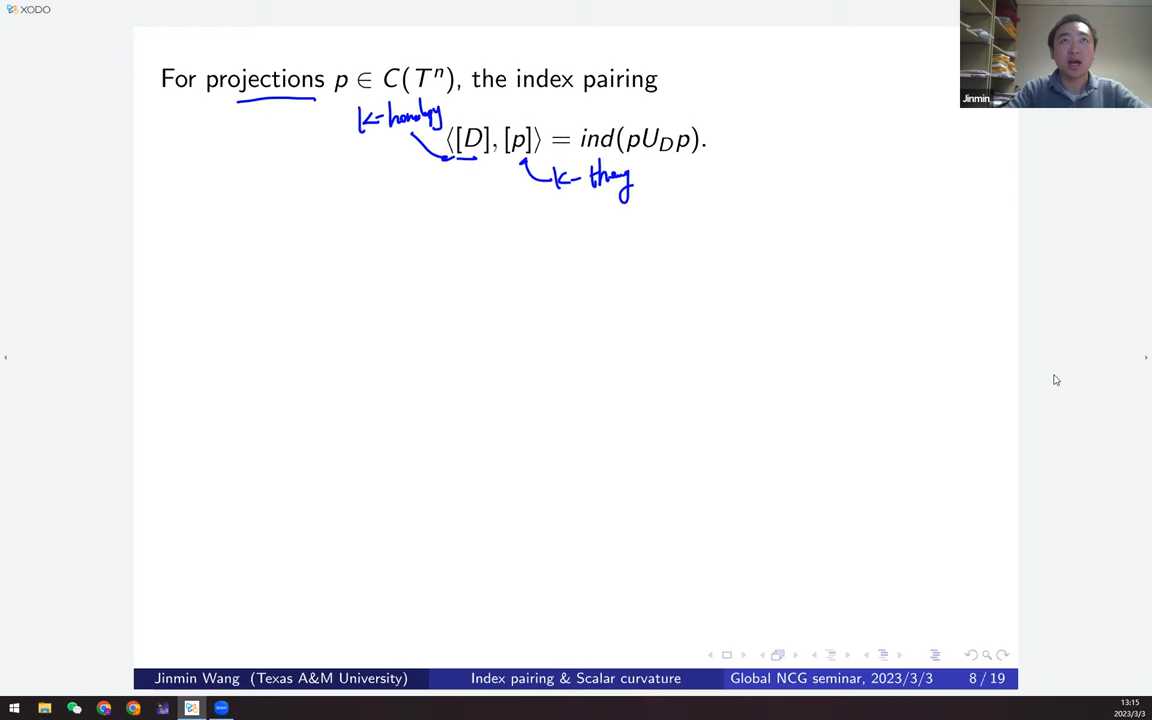 XODO
For projections p ∈ C(Tⁿ), the index pairing
K-homology
⟨[D], [p]⟩ = ind(pU_D p).
K-theory
Jinmin
Jinmin Wang (Texas A&M University) Index pairing & Scalar curvature Global NCG seminar, 2023/3/3 8 / 19
13:15
2023/3/3